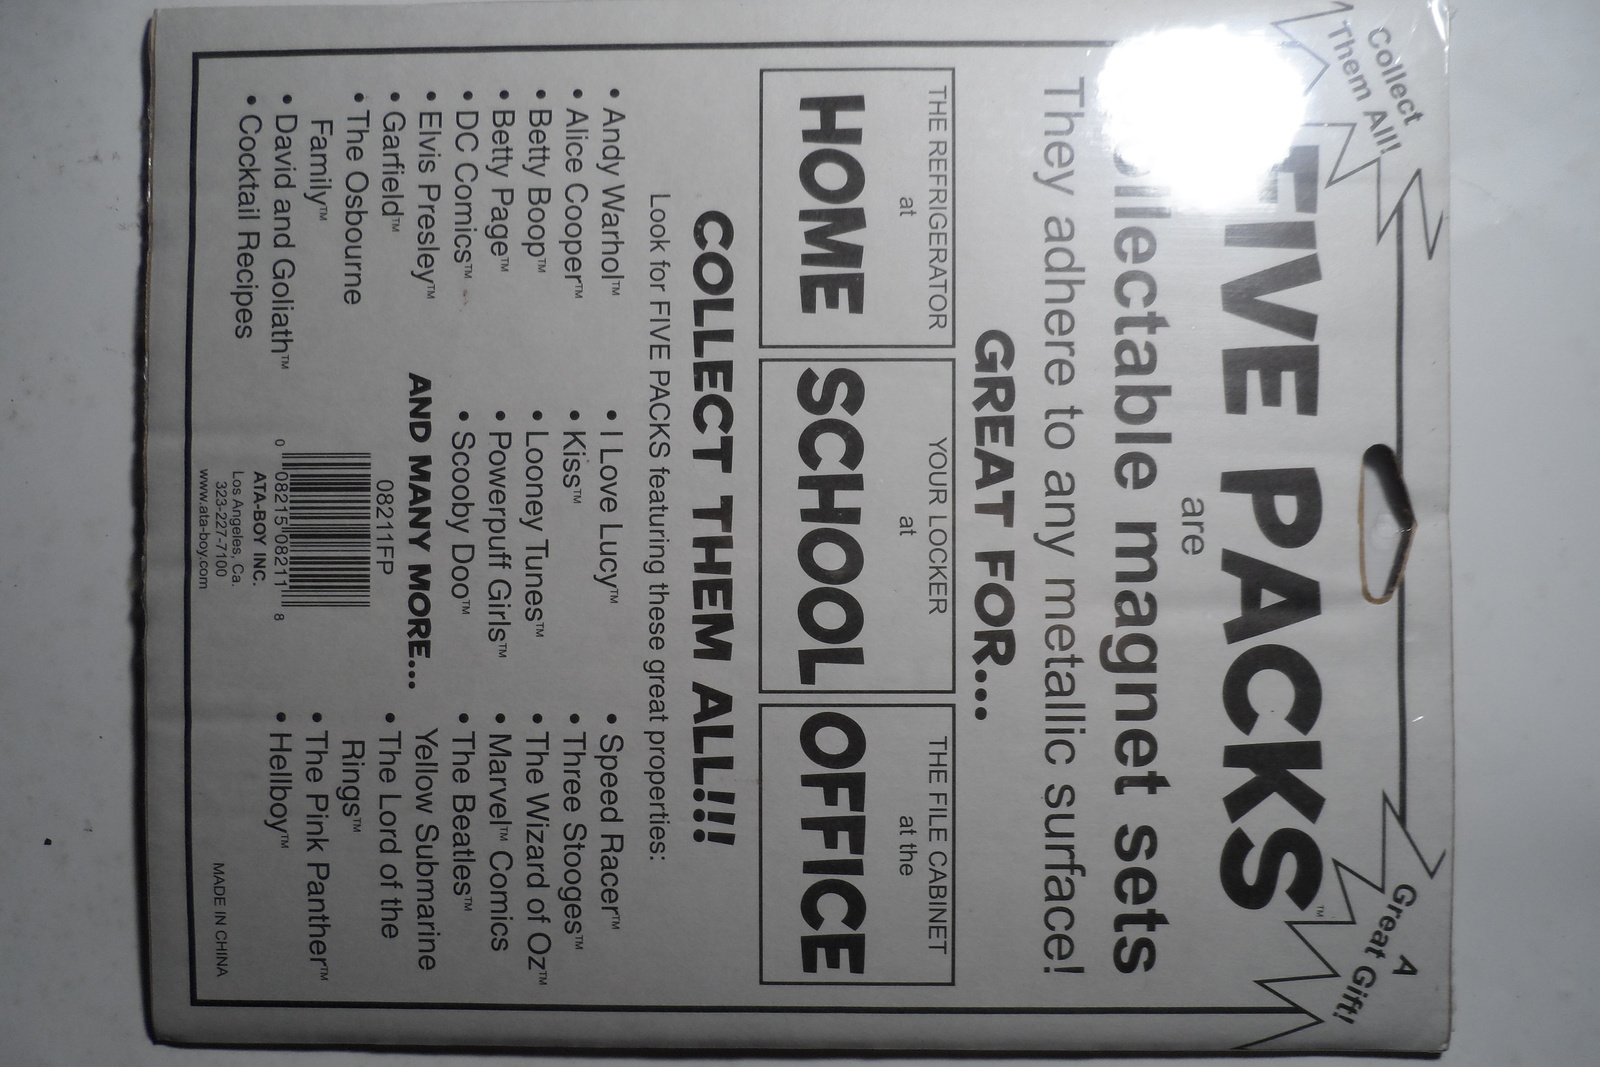 Collect
Them All!
A
Great Gift!
FIVE PACKS™
are
collectable magnet sets
They adhere to any metallic surface!
GREAT FOR...
THE REFRIGERATOR
at
HOME
YOUR LOCKER
at
SCHOOL
THE FILE CABINET
at the
OFFICE
COLLECT THEM ALL!!!
Look for FIVE PACKS featuring these great properties:
• Andy Warhol™
• Alice Cooper™
• Betty Boop™
• Betty Page™
• DC Comics™
• Elvis Presley™
• Garfield™
• The Osbourne
Family™
• David and Goliath™
• Cocktail Recipes
• I Love Lucy™
• Kiss™
• Looney Tunes™
• Powerpuff Girls™
• Scooby Doo™
AND MANY MORE...
• Speed Racer™
• Three Stooges™
• The Wizard of Oz™
• Marvel™ Comics
• The Beatles™
Yellow Submarine
• The Lord of the
Rings™
• The Pink Panther™
• Hellboy™
08211FP
0 08215 08211 8
ATA-BOY INC.
Los Angeles, Ca.
323-227-7100
www.ata-boy.com
MADE IN CHINA